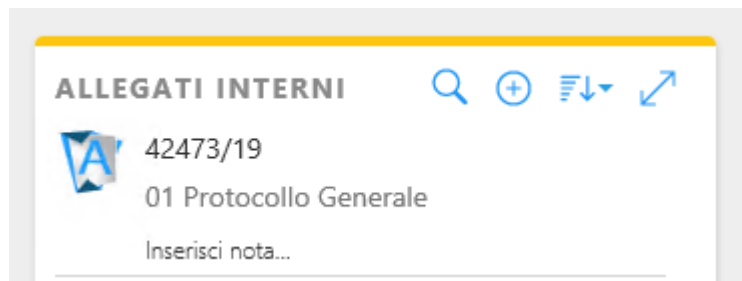 ALLEGATI INTERNI
A
42473/19
01 Protocollo Generale
Inserisci nota...